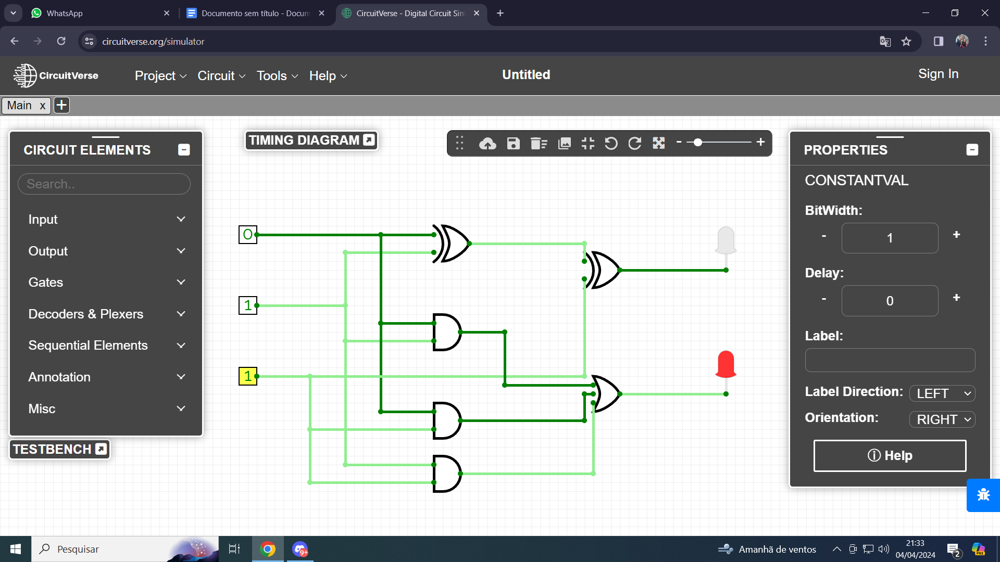 WhatsApp
Documento sem título - Docum
CircuitVerse - Digital Circuit Sim
circuitverse.org/simulator
CircuitVerse
Project
Circuit
Tools
Help
Untitled
Sign In
Main x +
CIRCUIT ELEMENTS
-
Search..
Input
Output
Gates
Decoders & Plexers
Sequential Elements
Annotation
Misc
TESTBENCH
TIMING DIAGRAM
- +
0
1
1
PROPERTIES
-
CONSTANTVAL
BitWidth:
- 1 +
Delay:
- 0 +
Label:
Label Direction: LEFT
Orientation: RIGHT
Help
Pesquisar
9+
Amanhã de ventos
21:33
04/04/2024
2
PRE